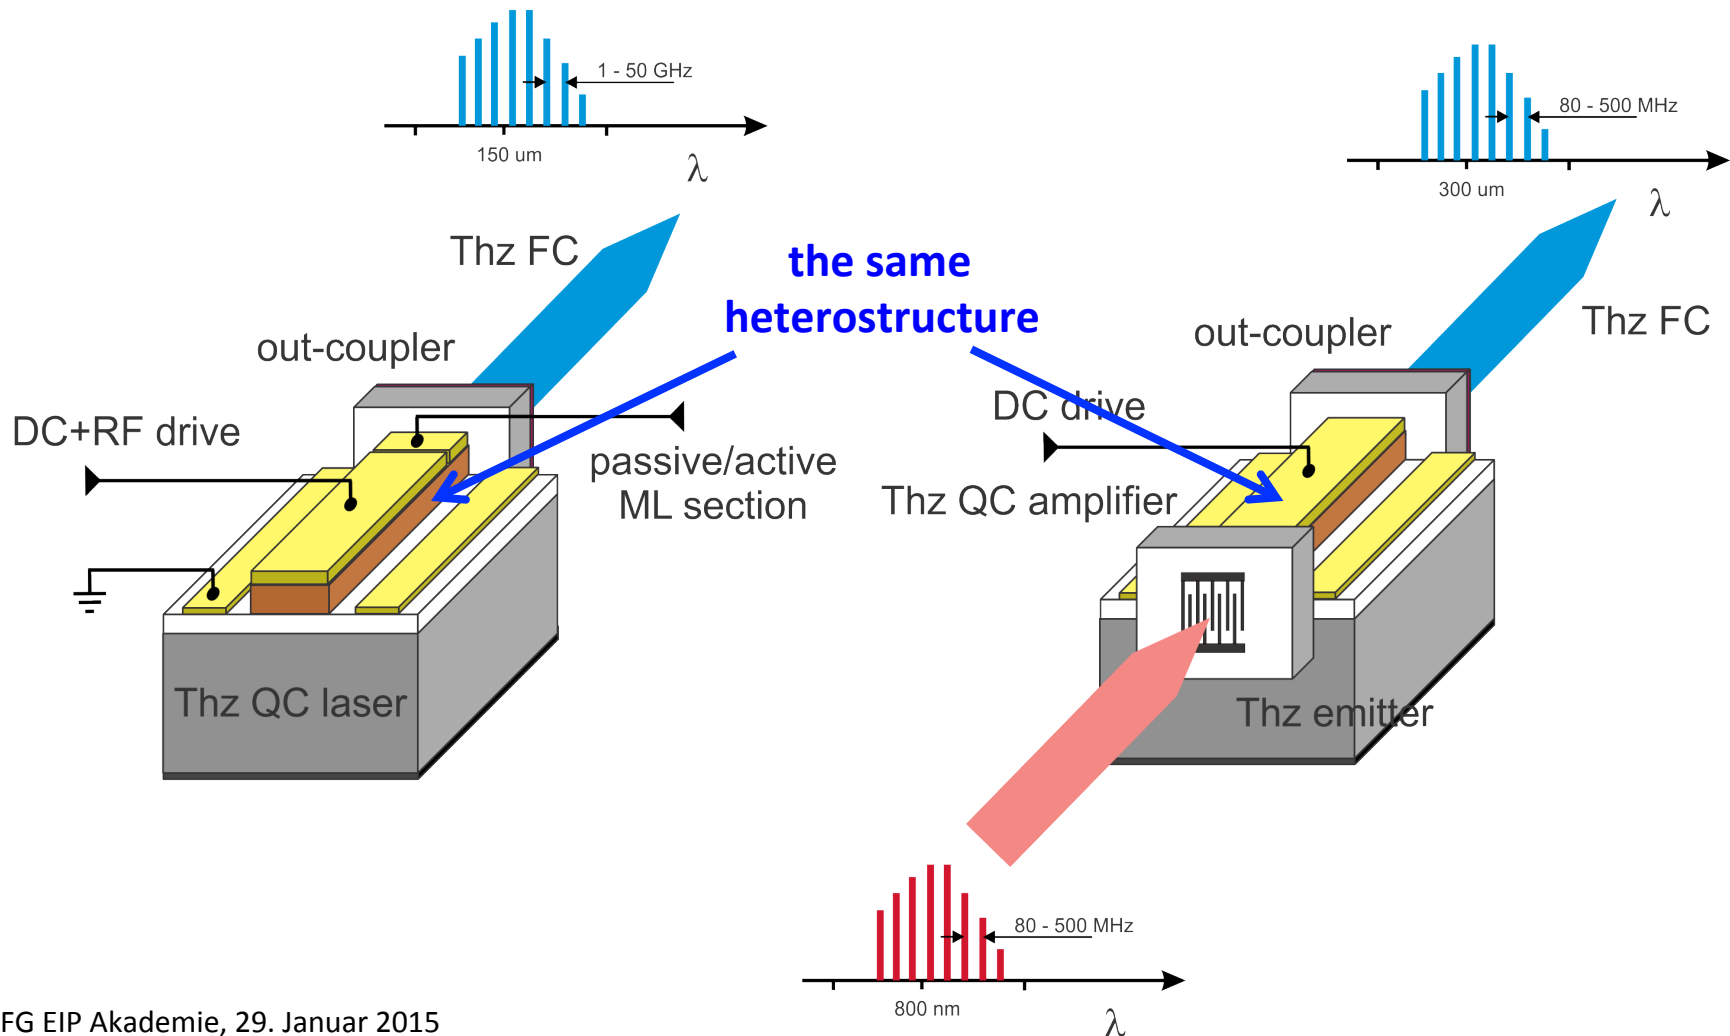 1 - 50 GHz
150 um
λ
Thz FC
out-coupler
DC+RF drive
passive/active
ML section
Thz QC laser
the same
heterostructure
80 - 500 MHz
300 um
λ
Thz FC
out-coupler
DC drive
Thz QC amplifier
Thz emitter
80 - 500 MHz
800 nm
λ
FG EIP Akademie, 29. Januar 2015